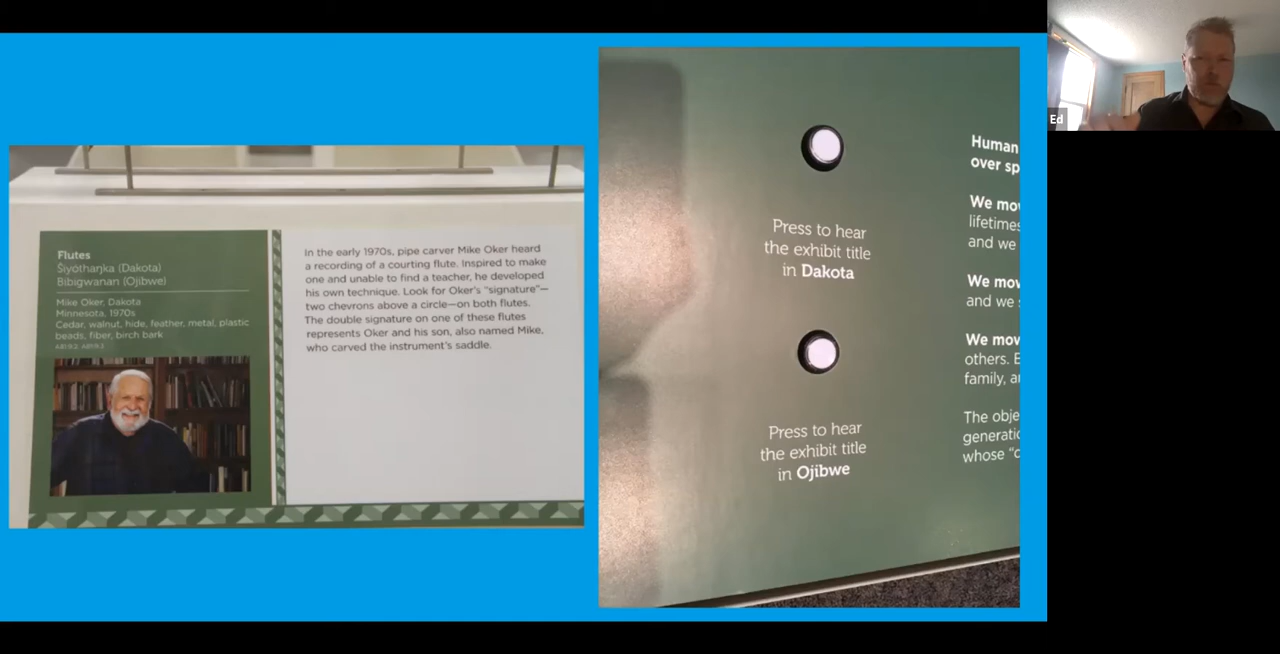 Flutes
Šiyóthaŋka (Dakota)
Bibigwanan (Ojibwe)
Mike Oker, Dakota
Minnesota, 1970s
Cedar, walnut, hide, feather, metal, plastic
beads, fiber, birch bark
In the early 1970s, pipe carver Mike Oker heard
a recording of a courting flute. Inspired to make
one and unable to find a teacher, he developed
his own technique. Look for Oker's "signature"—
two chevrons above a circle—on both flutes.
The double signature on one of these flutes
represents Oker and his son, also named Mike,
who carved the instrument's saddle.
Press to hear
the exhibit title
in Dakota
Press to hear
the exhibit title
in Ojibwe
Human
over sp
We mov
lifetimes
and we
We mov
and we
We mov
others. E
family, a
The obje
generatio
whose "c
Ed